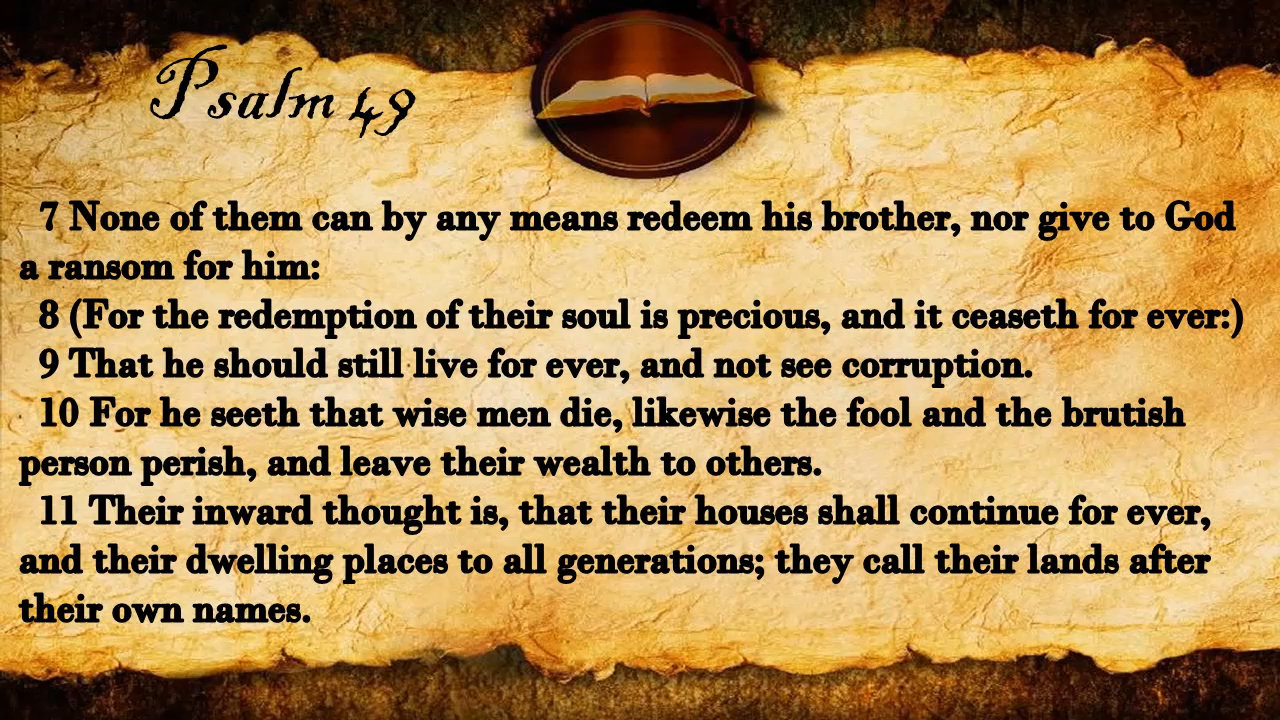 Psalm 49
7 None of them can by any means redeem his brother, nor give to God
a ransom for him:
8 (For the redemption of their soul is precious, and it ceaseth for ever:)
9 That he should still live for ever, and not see corruption.
10 For he seeth that wise men die, likewise the fool and the brutish
person perish, and leave their wealth to others.
11 Their inward thought is, that their houses shall continue for ever,
and their dwelling places to all generations; they call their lands after
their own names.